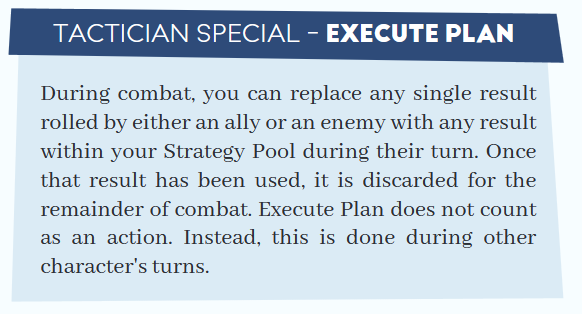 TACTICIAN SPECIAL – EXECUTE PLAN
During combat, you can replace any single result
rolled by either an ally or an enemy with any result
within your Strategy Pool during their turn. Once
that result has been used, it is discarded for the
remainder of combat. Execute Plan does not count
as an action. Instead, this is done during other
character's turns.